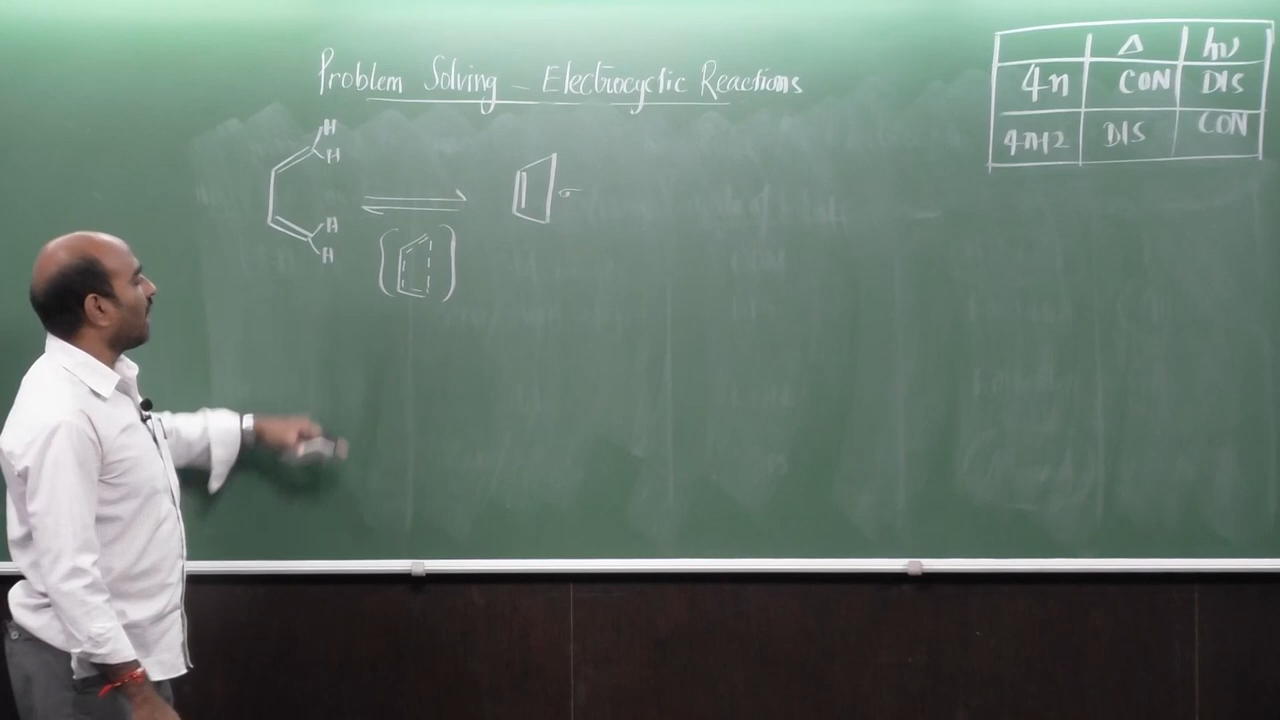 Problem Solving - Electrocyclic Reactions
Δ hν
4n CON DIS
4n+2 DIS CON
H
H
H
H
σ